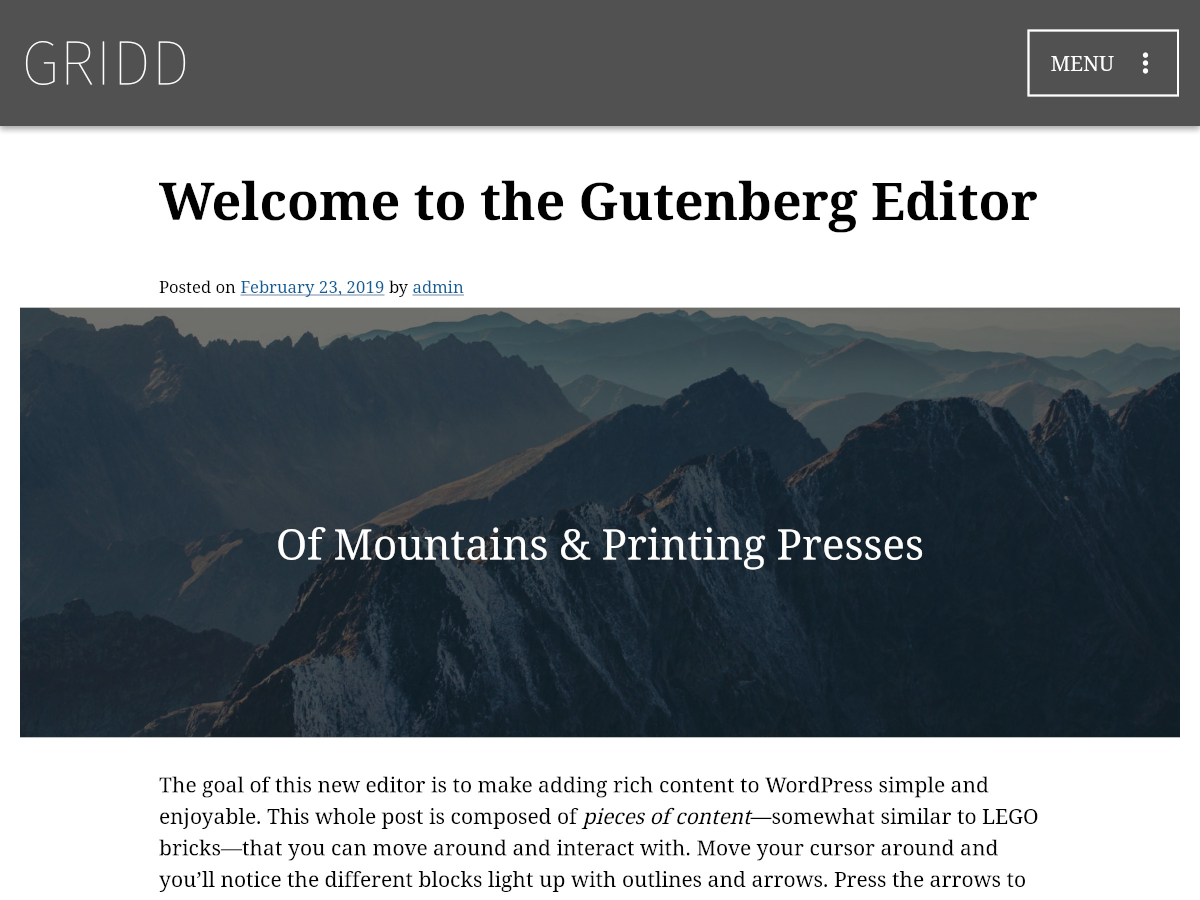 GRIDD
MENU
Welcome to the Gutenberg Editor
Posted on February 23, 2019 by admin
Of Mountains & Printing Presses
The goal of this new editor is to make adding rich content to WordPress simple and
enjoyable. This whole post is composed of pieces of content—somewhat similar to LEGO
bricks—that you can move around and interact with. Move your cursor around and
you’ll notice the different blocks light up with outlines and arrows. Press the arrows to